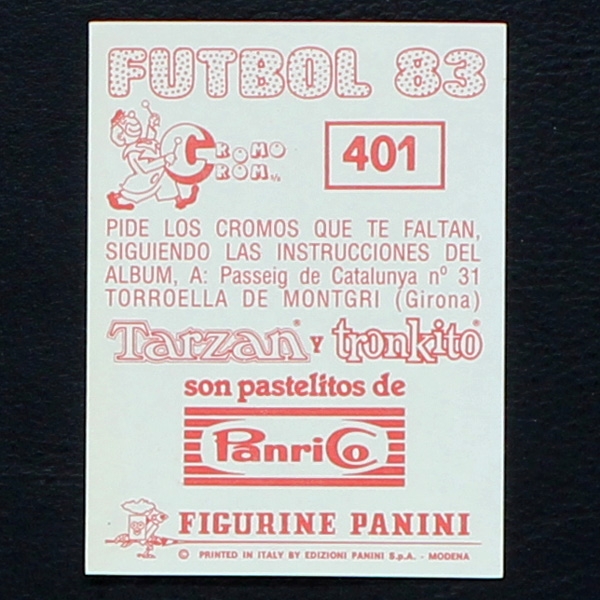 FUTBOL 83
CROMO
CROM S/A
401
PIDE LOS CROMOS QUE TE FALTAN,
SIGUIENDO LAS INSTRUCCIONES DEL
ALBUM, A: Passeig de Catalunya nº 31
TORROELLA DE MONTGRI (Girona)
Tarzan® Y tronkito®
son pastelitos de
PanriCo
FIGURINE PANINI
© PRINTED IN ITALY BY EDIZIONI PANINI S.p.A. - MODENA